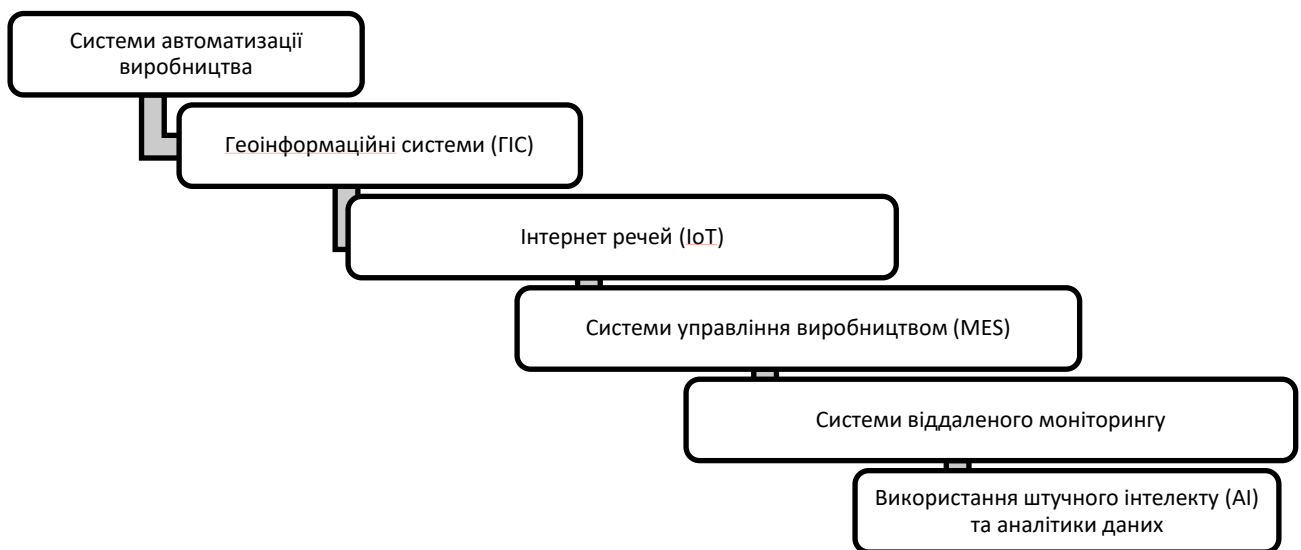 Системи автоматизації
виробництва
Геоінформаційні системи (ГІС)
Інтернет речей (IoT)
Системи управління виробництвом (MES)
Системи віддаленого моніторингу
Використання штучного інтелекту (AI)
та аналітики даних